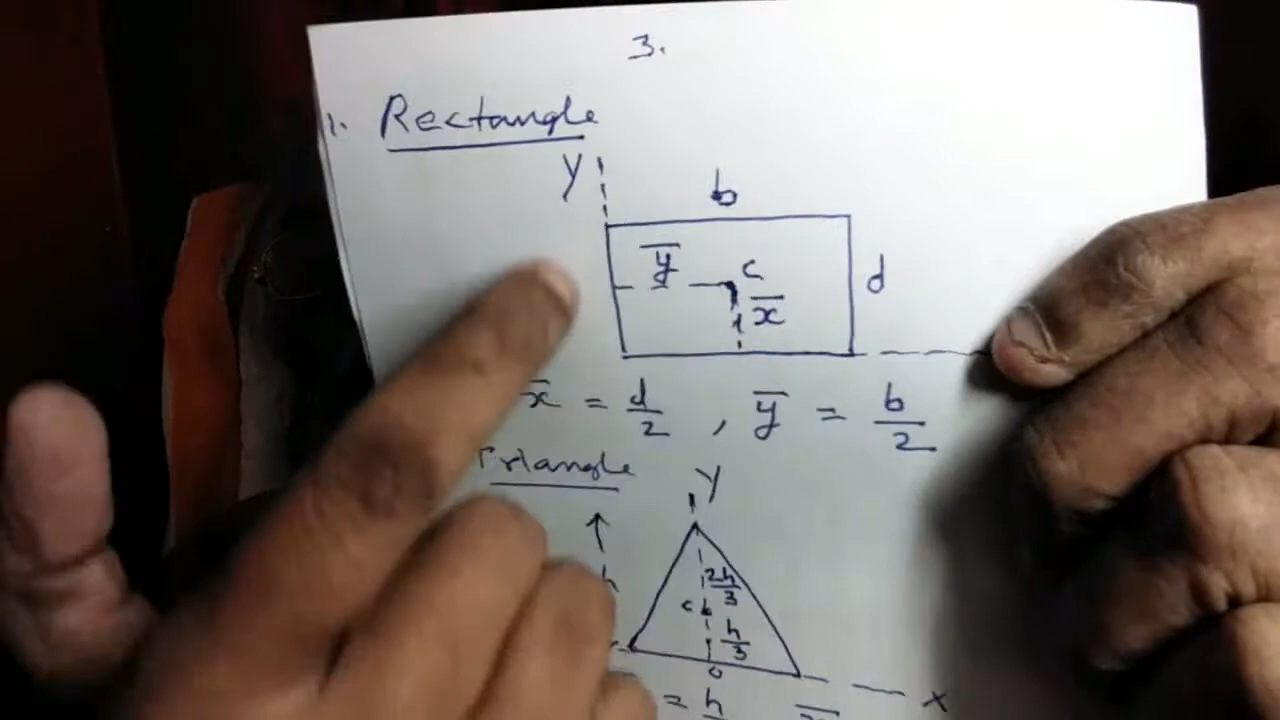 3.
1. Rectangle
y
b
y̅ c d
x̅
x̅ = d/2 , y̅ = b/2
Triangle
y
h
2h/3
c
h/3
o
x
= h